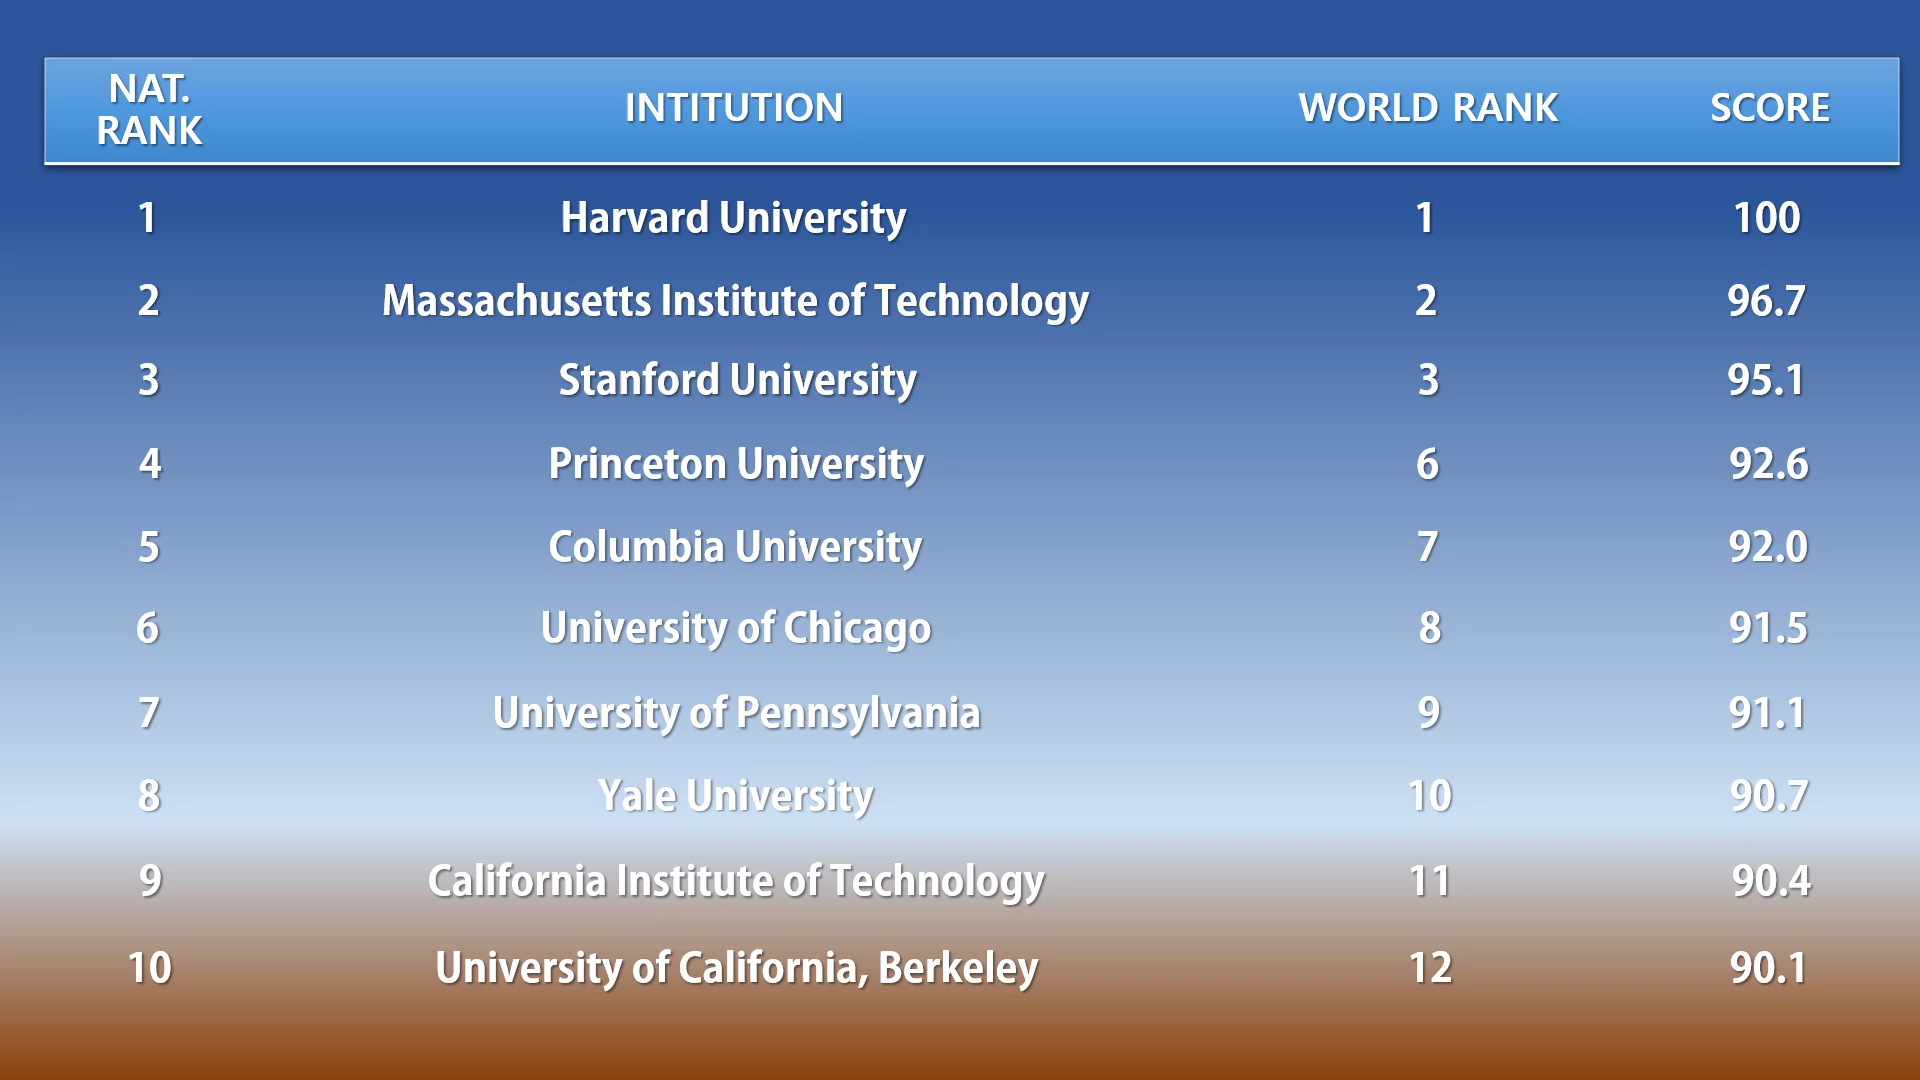 NAT. RANK INTITUTION WORLD RANK SCORE
1 Harvard University 1 100
2 Massachusetts Institute of Technology 2 96.7
3 Stanford University 3 95.1
4 Princeton University 6 92.6
5 Columbia University 7 92.0
6 University of Chicago 8 91.5
7 University of Pennsylvania 9 91.1
8 Yale University 10 90.7
9 California Institute of Technology 11 90.4
10 University of California, Berkeley 12 90.1